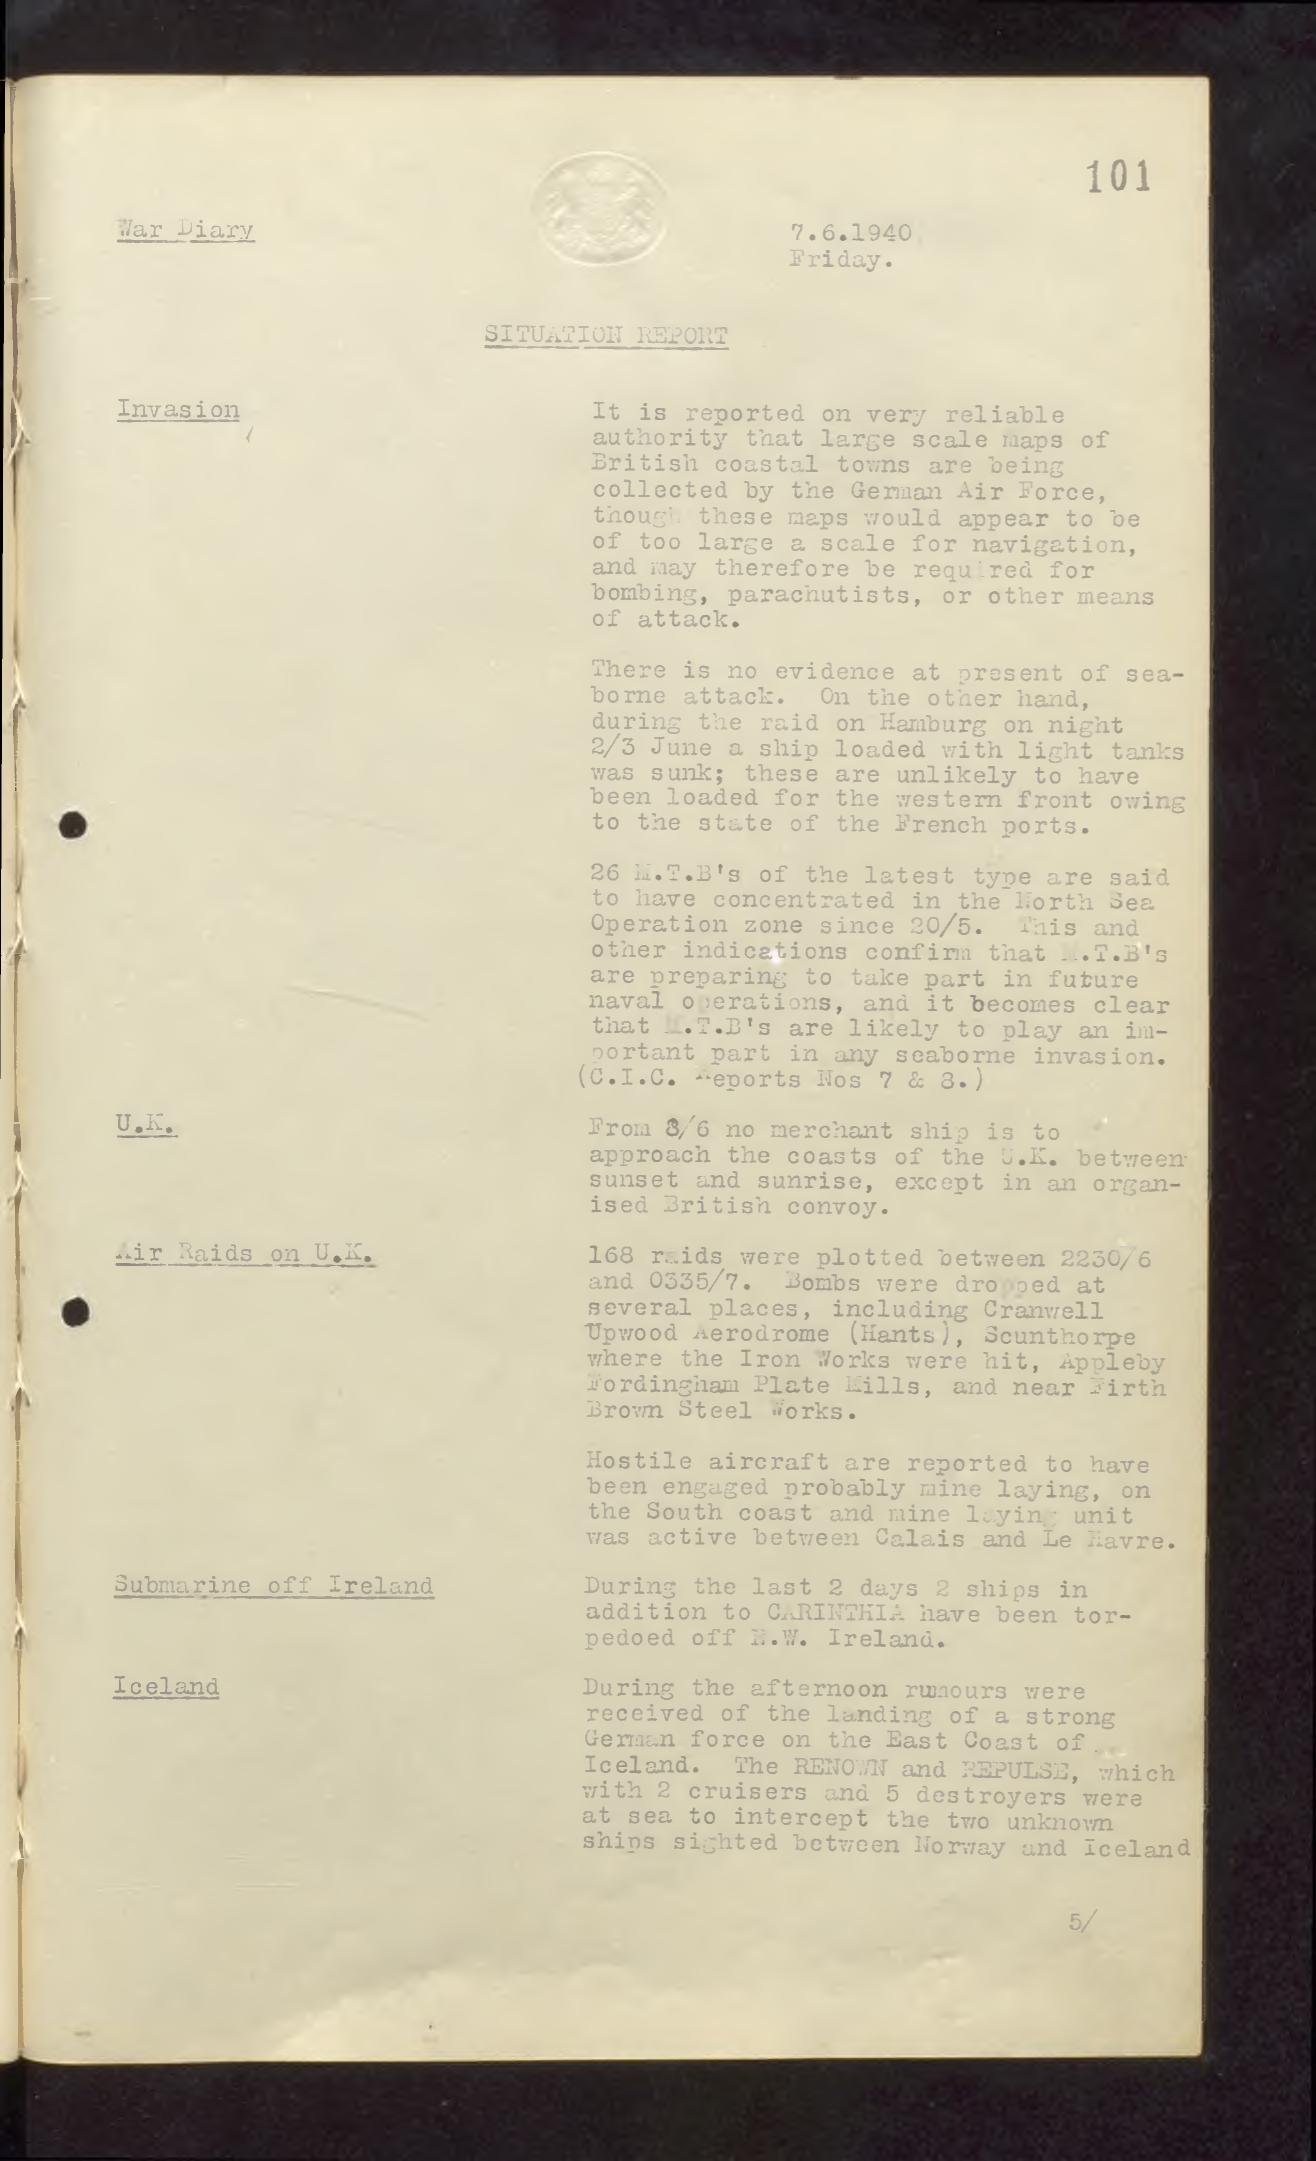 101
War Diary
7.6.1940
Friday.
SITUATION REPORT
Invasion
It is reported on very reliable
authority that large scale maps of
British coastal towns are being
collected by the German Air Force,
though these maps would appear to be
of too large a scale for navigation,
and may therefore be required for
bombing, parachutists, or other means
of attack.
There is no evidence at present of sea-
borne attack. On the other hand,
during the raid on Hamburg on night
2/3 June a ship loaded with light tanks
was sunk; these are unlikely to have
been loaded for the western front owing
to the state of the French ports.
26 M.T.B's of the latest type are said
to have concentrated in the North Sea
Operation zone since 20/5. This and
other indications confirm that M.T.B's
are preparing to take part in future
naval operations, and it becomes clear
that M.T.B's are likely to play an im-
portant part in any seaborne invasion.
(C.I.C. Reports Nos 7 & 8.)
U.K.
From 8/6 no merchant ship is to
approach the coasts of the U.K. between
sunset and sunrise, except in an organ-
ised British convoy.
Air Raids on U.K.
168 raids were plotted between 2230/6
and 0335/7. Bombs were dropped at
several places, including Cranwell
Upwood Aerodrome (Hants), Scunthorpe
where the Iron Works were hit, Appleby
Fordingham Plate Mills, and near Firth
Brown Steel Works.
Hostile aircraft are reported to have
been engaged probably mine laying, on
the South coast and mine laying unit
was active between Calais and Le Havre.
Submarine off Ireland
During the last 2 days 2 ships in
addition to CARINTHIA have been tor-
pedoed off N.W. Ireland.
Iceland
During the afternoon rumours were
received of the landing of a strong
German force on the East Coast of
Iceland. The RENOWN and REPULSE, which
with 2 cruisers and 5 destroyers were
at sea to intercept the two unknown
ships sighted between Norway and Iceland
5/